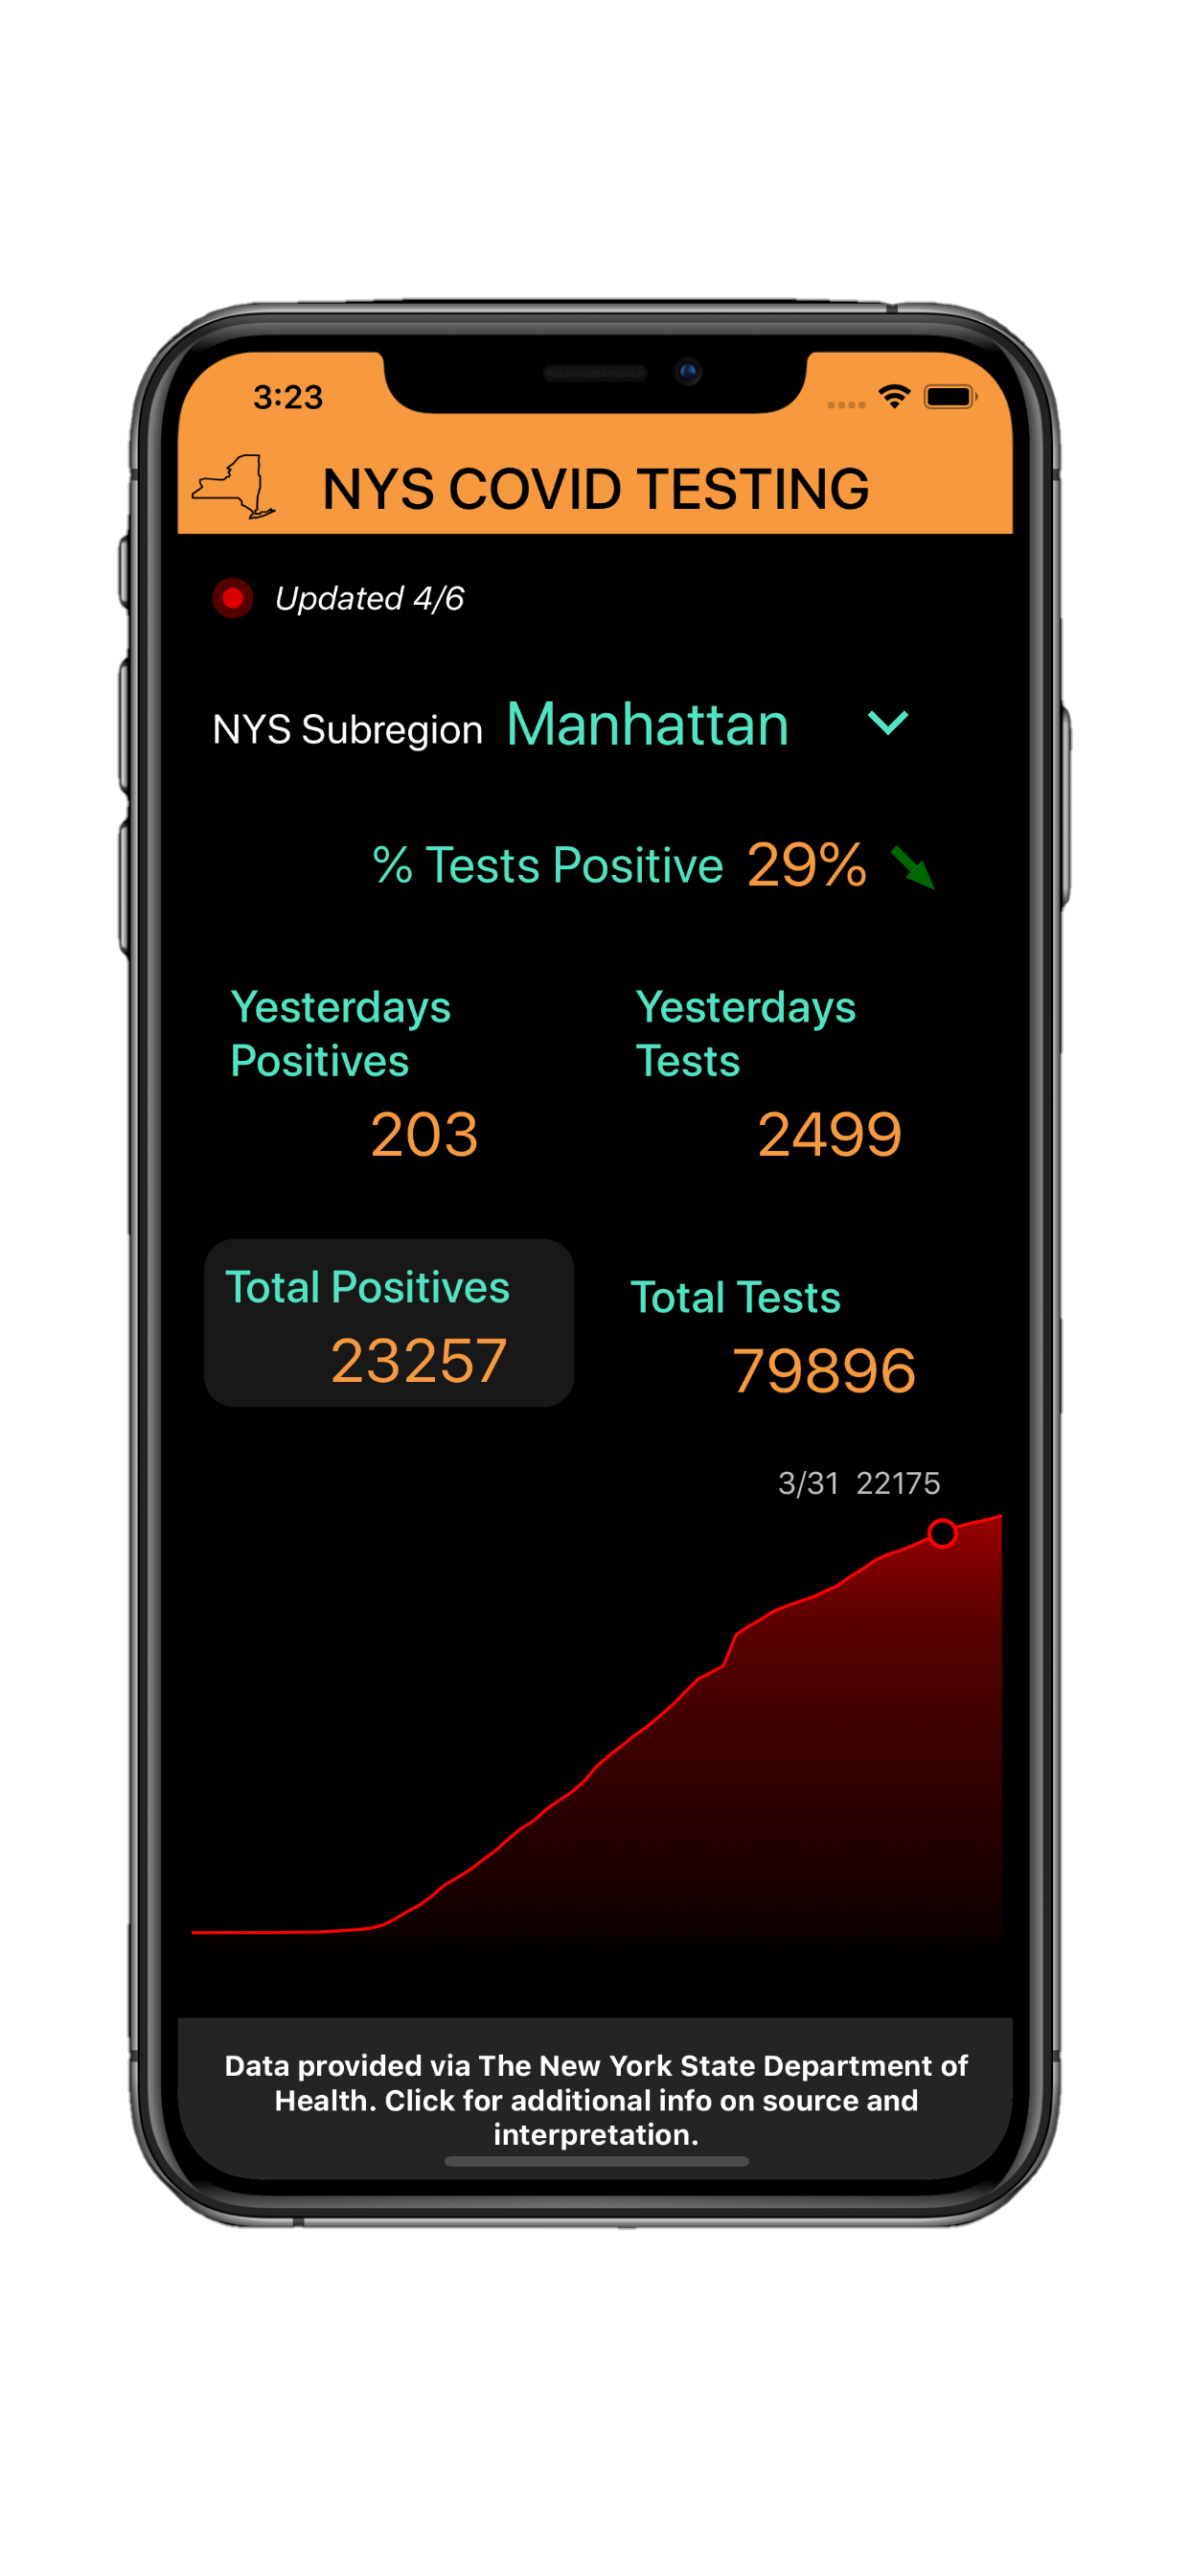 3:23
NYS COVID TESTING
Updated 4/6
NYS Subregion Manhattan
% Tests Positive 29%
Yesterdays
Positives
203
Yesterdays
Tests
2499
Total Positives
23257
Total Tests
79896
3/31 22175
Data provided via The New York State Department of
Health. Click for additional info on source and
interpretation.